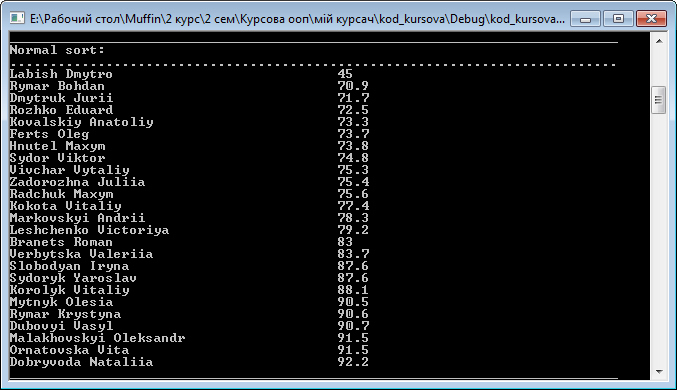 E:\Рабочий стол\Muffin\2 курс\2 сем\Курсова ооп\мій курсач\kod_kursova\Debug\kod_kursova...
Normal sort:
Labish Dmytro 45
Rymar Bohdan 70.9
Dmytruk Jurii 71.7
Rozhko Eduard 72.5
Kovalskiy Anatoliy 73.3
Ferts Oleg 73.7
Hnutel Maxym 73.8
Sydor Viktor 74.8
Vivchar Vytaliy 75.3
Zadorozhna Juliia 75.4
Radchuk Maxym 75.6
Kokota Vitaliy 77.4
Markovskyi Andrii 78.3
Leshchenko Victoriya 79.2
Branets Roman 83
Verbytska Valeriia 83.7
Slobodyan Iryna 87.6
Sydoryk Yaroslav 87.6
Korolyk Vitaliy 88.1
Mytnyk Olesia 90.5
Rymar Krystyna 90.6
Dubovyi Vasyl 90.7
Malakhovskyi Oleksandr 91.5
Ornatovska Vita 91.5
Dobryvoda Nataliia 92.2